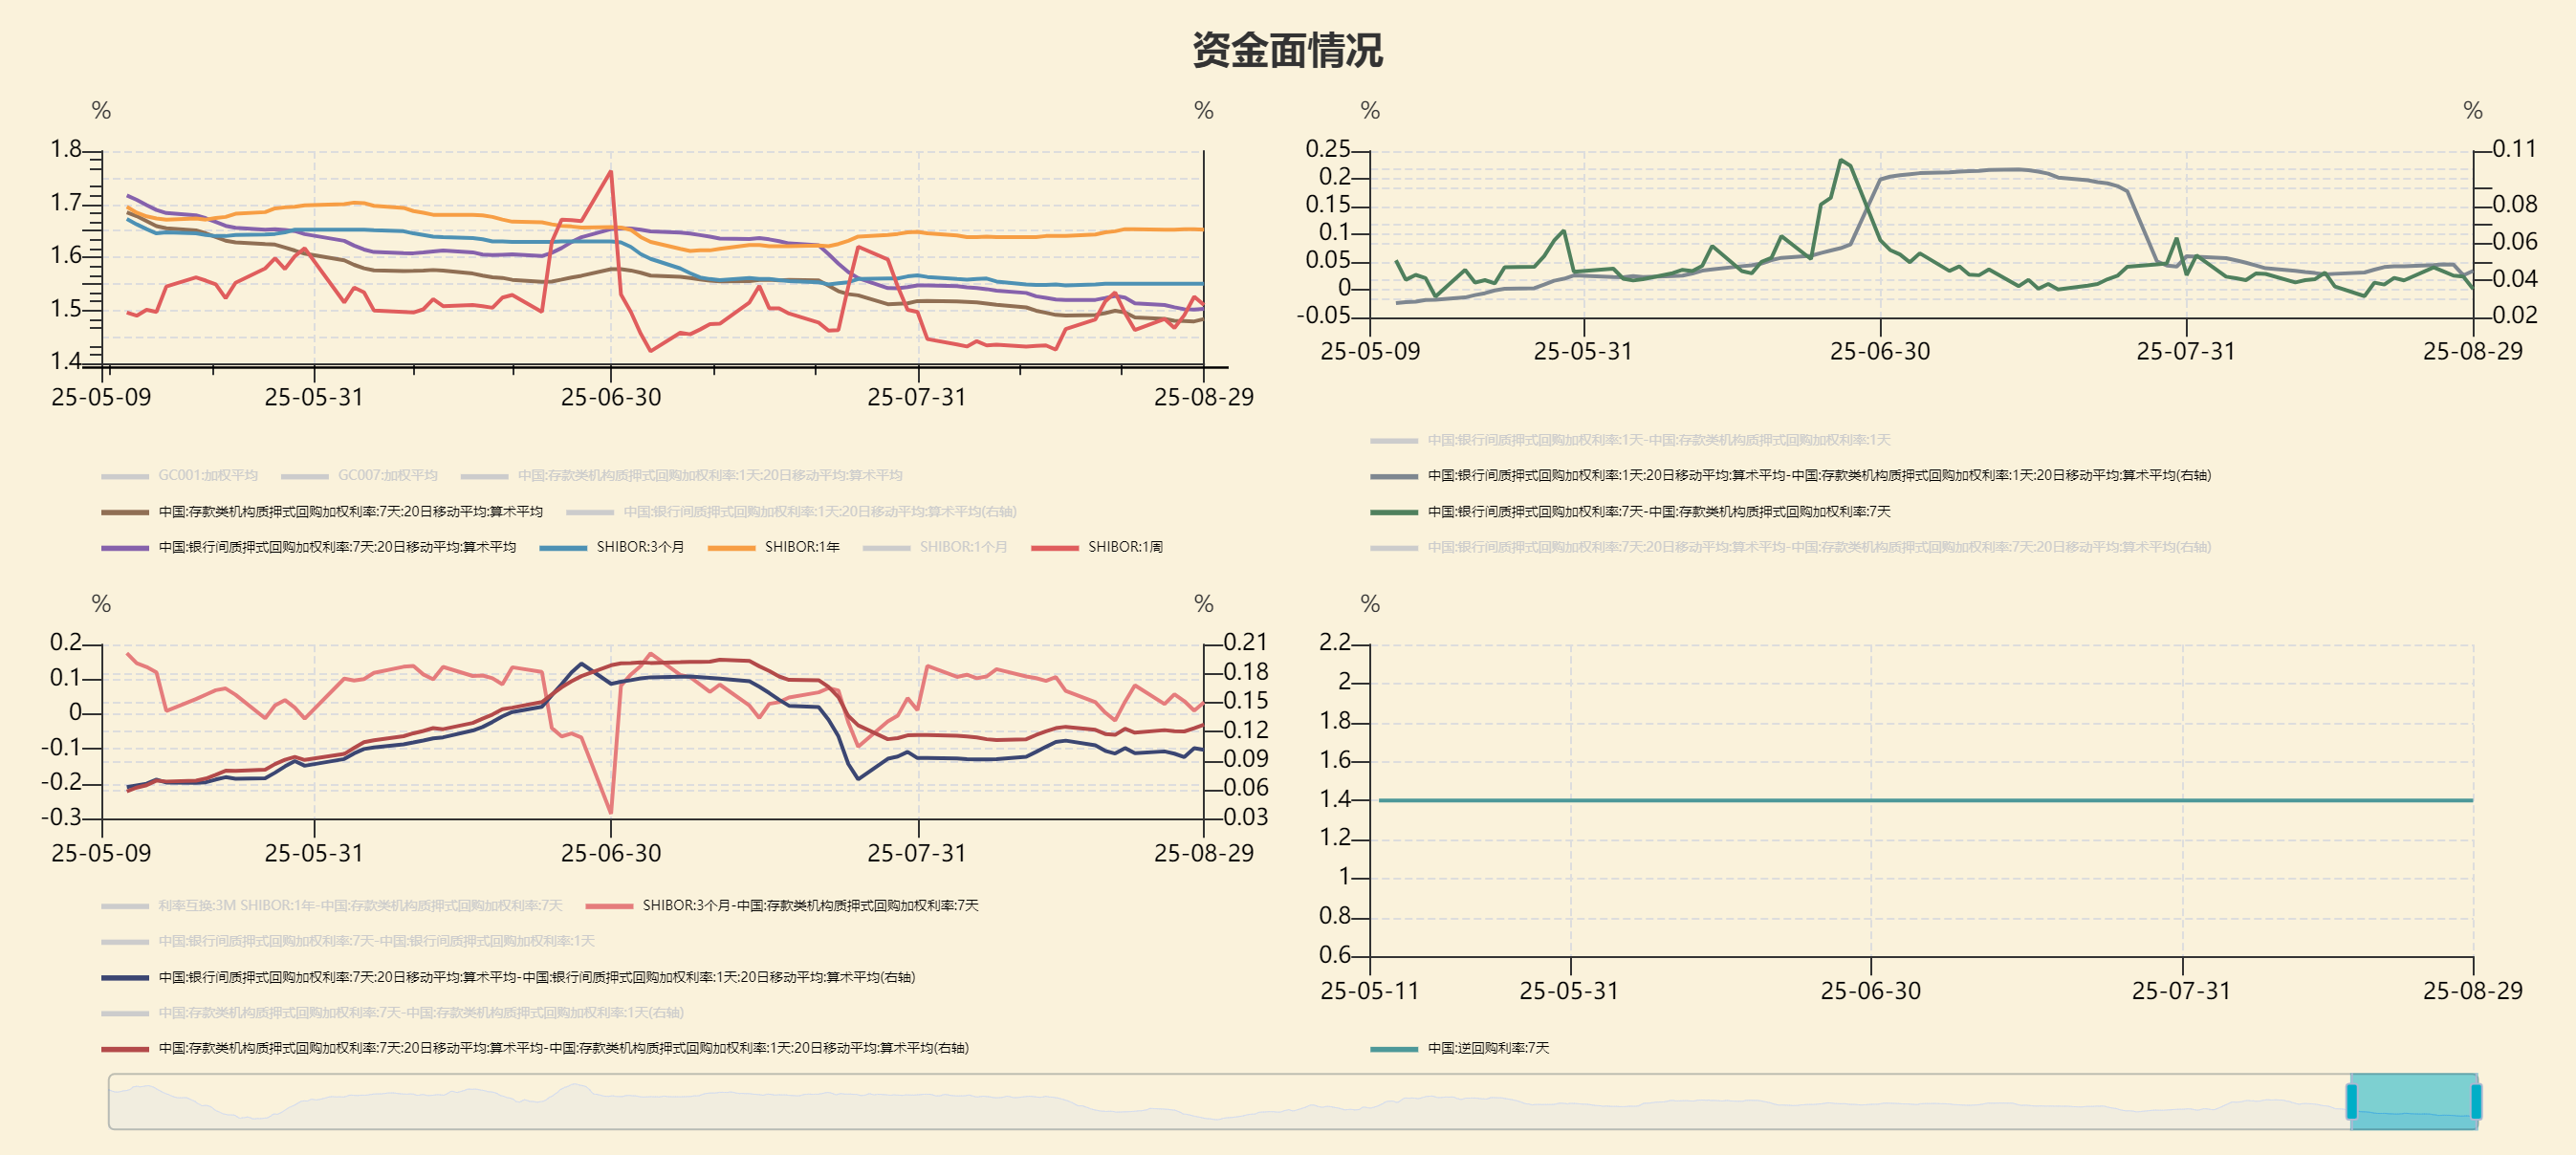 资金面情况
%
%
1.8
1.7
1.6
1.5
1.4
25-05-09 25-05-31 25-06-30 25-07-31 25-08-29
GC001:加权平均 GC007:加权平均 中国:存款类机构质押式回购加权利率:1天:20日移动平均:算术平均
中国:存款类机构质押式回购加权利率:7天:20日移动平均:算术平均 中国:银行间质押式回购加权利率:1天:20日移动平均:算术平均(右轴)
中国:银行间质押式回购加权利率:7天:20日移动平均:算术平均 SHIBOR:3个月 SHIBOR:1年 SHIBOR:1个月 SHIBOR:1周
%
%
0.25
0.2
0.15
0.1
0.05
0
-0.05
0.11
0.08
0.06
0.04
0.02
25-05-09 25-05-31 25-06-30 25-07-31 25-08-29
中国:银行间质押式回购加权利率:1天-中国:存款类机构质押式回购加权利率:1天
中国:银行间质押式回购加权利率:1天:20日移动平均:算术平均-中国:存款类机构质押式回购加权利率:1天:20日移动平均:算术平均(右轴)
中国:银行间质押式回购加权利率:7天-中国:存款类机构质押式回购加权利率:7天
中国:银行间质押式回购加权利率:7天:20日移动平均:算术平均-中国:存款类机构质押式回购加权利率:7天:20日移动平均:算术平均(右轴)
%
%
0.2
0.1
0
-0.1
-0.2
-0.3
0.21
0.18
0.15
0.12
0.09
0.06
0.03
25-05-09 25-05-31 25-06-30 25-07-31 25-08-29
利率互换:3M SHIBOR:1年-中国:存款类机构质押式回购加权利率:7天 SHIBOR:3个月-中国:存款类机构质押式回购加权利率:7天
中国:银行间质押式回购加权利率:7天-中国:银行间质押式回购加权利率:1天
中国:银行间质押式回购加权利率:7天:20日移动平均:算术平均-中国:银行间质押式回购加权利率:1天:20日移动平均:算术平均(右轴)
中国:存款类机构质押式回购加权利率:7天-中国:存款类机构质押式回购加权利率:1天(右轴)
中国:存款类机构质押式回购加权利率:7天:20日移动平均:算术平均-中国:存款类机构质押式回购加权利率:1天:20日移动平均:算术平均(右轴)
%
2.2
2
1.8
1.6
1.4
1.2
1
0.8
0.6
25-05-11 25-05-31 25-06-30 25-07-31 25-08-29
中国:逆回购利率:7天